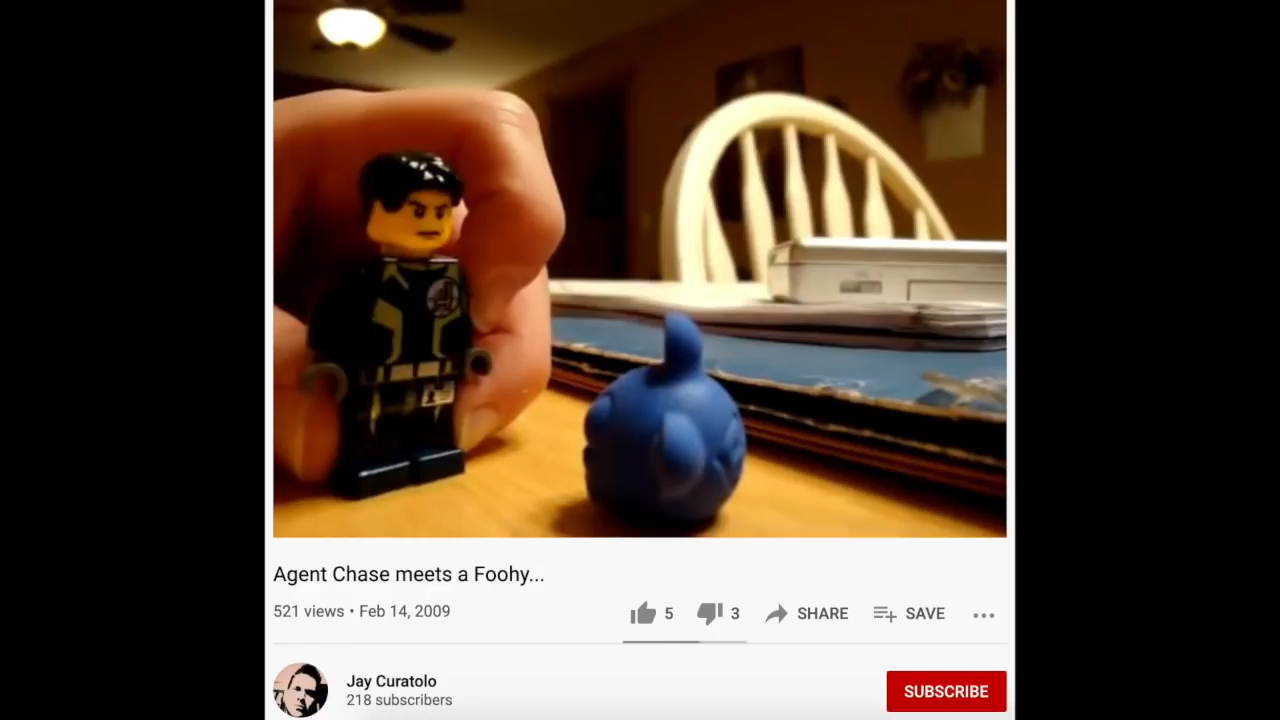 Agent Chase meets a Foohy...
521 views • Feb 14, 2009
5
3
SHARE
SAVE
Jay Curatolo
218 subscribers
SUBSCRIBE